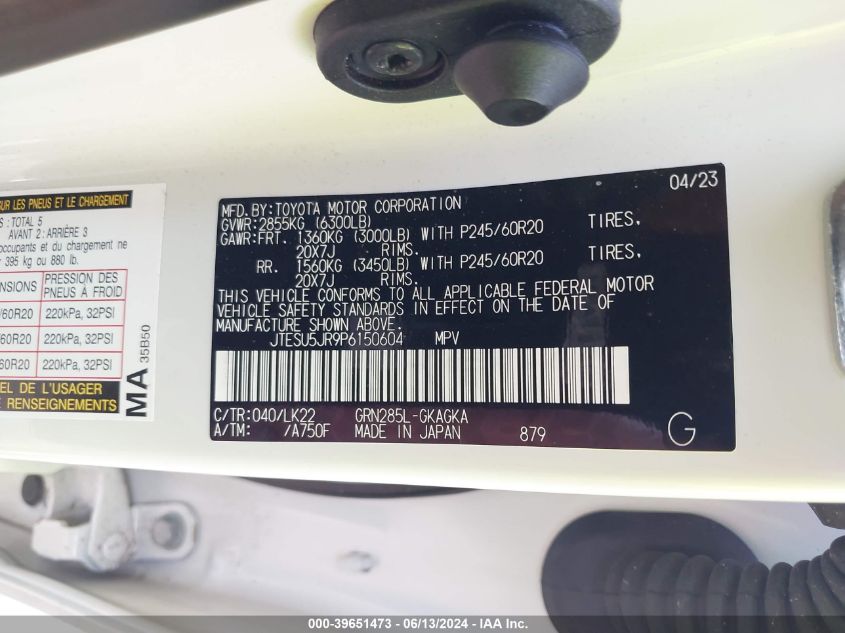 SUR LES PNEUS ET LE CHARGEMENT
: TOTAL 5
AVANT 2: ARRIÈRE 3
occupants et du chargement ne
395 kg ou 880 lb.
NSIONS
PRESSION DES
PNEUS À FROID
/60R20 220kPa, 32PSI
60R20 220kPa, 32PSI
60R20 220kPa, 32PSI
EL DE L'USAGER
RENSEIGNEMENTS
MA 35B50
04/23
MFD. BY: TOYOTA MOTOR CORPORATION
GVWR: 2855KG (6300LB)
GAWR: FRT. 1360KG (3000LB) WITH P245/60R20 TIRES,
20X7J RIMS.
RR. 1560KG (3450LB) WITH P245/60R20 TIRES,
20X7J RIMS.
THIS VEHICLE CONFORMS TO ALL APPLICABLE FEDERAL MOTOR
VEHICLE SAFETY STANDARDS IN EFFECT ON THE DATE OF
MANUFACTURE SHOWN ABOVE.
JTESU5JR9P6150604 MPV
C/TR: 040/LK22 GRN285L-GKAGKA
A/TM: /A750F MADE IN JAPAN 879 G
000-39651473 - 06/13/2024 - IAA Inc.